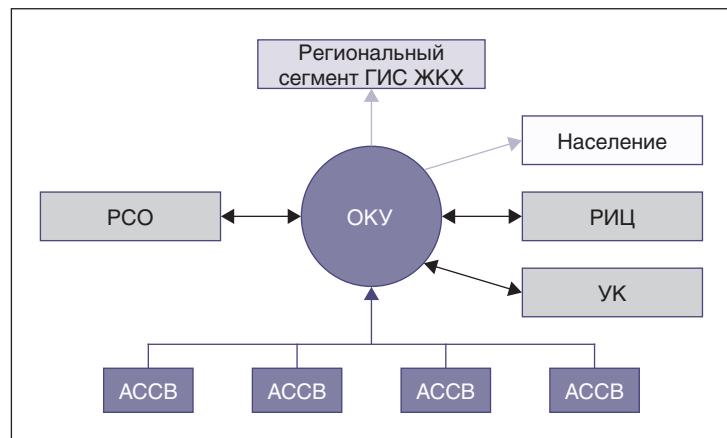 Региональный
сегмент ГИС ЖКХ
Население
РСО
ОКУ
РИЦ
УК
АССВ
АССВ
АССВ
АССВ